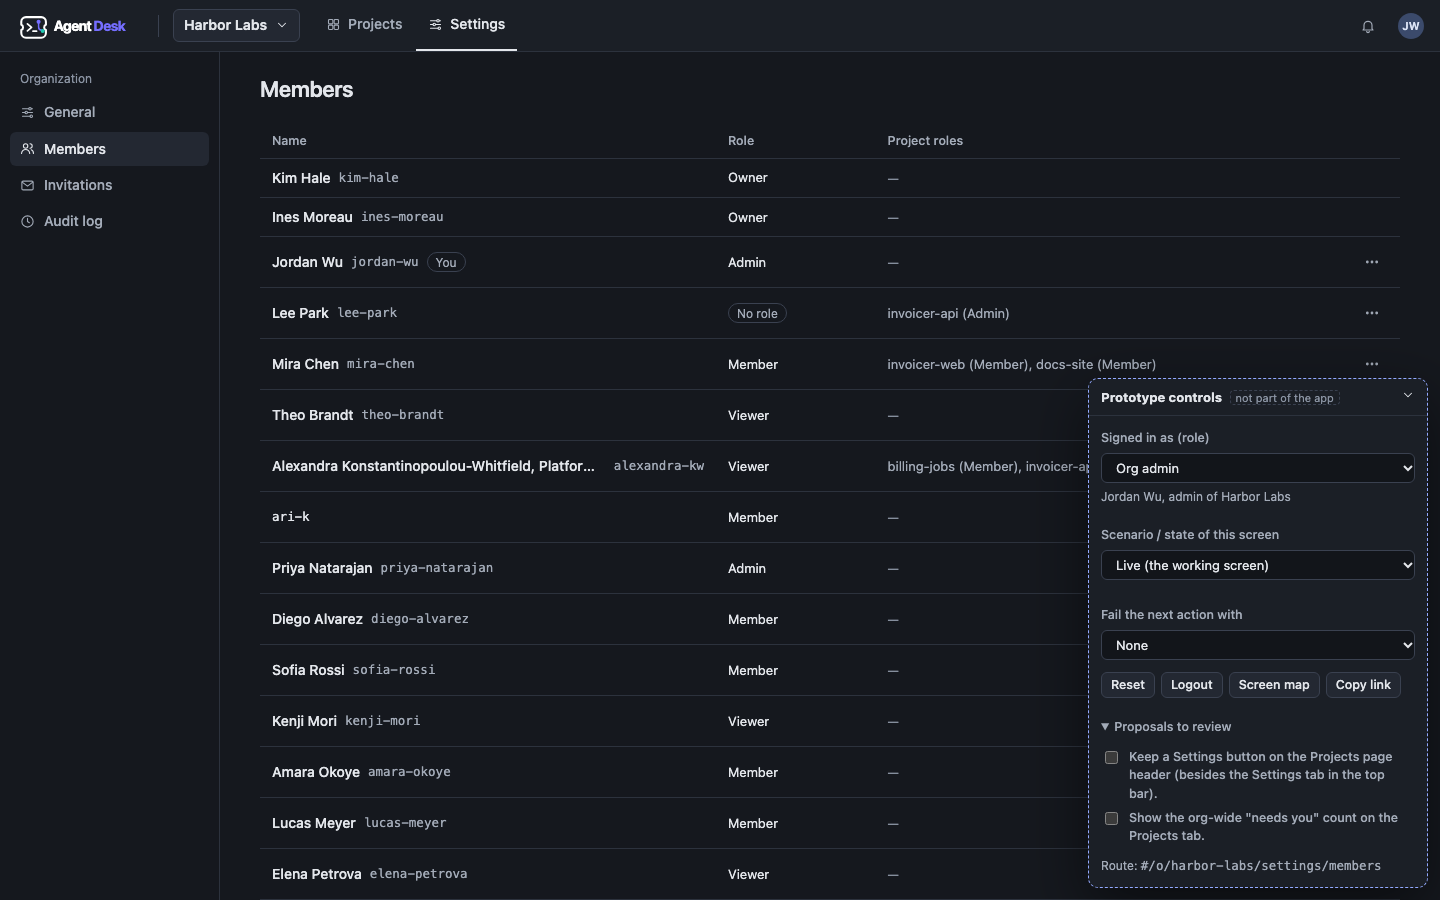 AgentDesk
Harbor Labs
Projects
Settings
JW
Organization
General
Members
Invitations
Audit log
Members
Name Role Project roles
Kim Hale kim-hale Owner —
Ines Moreau ines-moreau Owner —
Jordan Wu jordan-wu You Admin — ...
Lee Park lee-park No role invoicer-api (Admin) ...
Mira Chen mira-chen Member invoicer-web (Member), docs-site (Member) ...
Theo Brandt theo-brandt Viewer —
Alexandra Konstantinopoulou-Whitfield, Platfor... alexandra-kw Viewer billing-jobs (Member),
ari-k Member —
Priya Natarajan priya-natarajan Admin —
Diego Alvarez diego-alvarez Member —
Sofia Rossi sofia-rossi Member —
Kenji Mori kenji-mori Viewer —
Amara Okoye amara-okoye Member —
Lucas Meyer lucas-meyer Member —
Elena Petrova elena-petrova Viewer —
Prototype controls not part of the app
Signed in as (role)
Org admin
Jordan Wu, admin of Harbor Labs
Scenario / state of this screen
Live (the working screen)
Fail the next action with
None
Reset Logout Screen map Copy link
▼ Proposals to review
Keep a Settings button on the Projects page
header (besides the Settings tab in the top
bar).
Show the org-wide "needs you" count on the
Projects tab.
Route: #/o/harbor-labs/settings/members